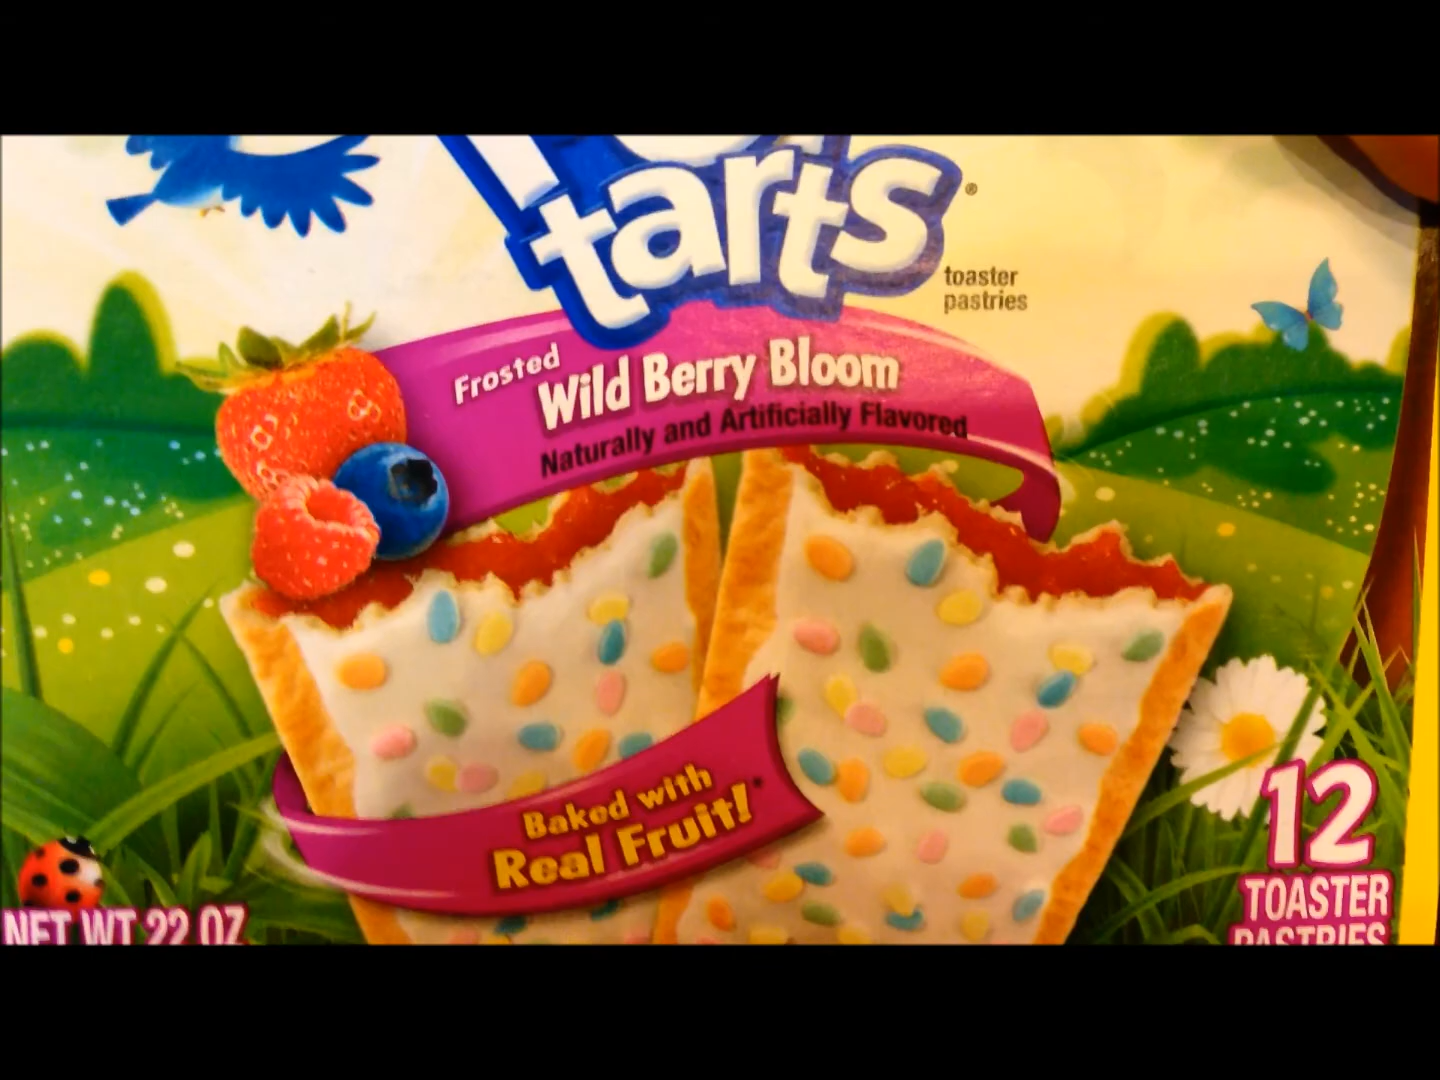 tarts®
toaster
pastries
Frosted
Wild Berry Bloom
Naturally and Artificially Flavored
Baked with
Real Fruit!*
12
TOASTER
PASTRIES
NET WT 22 OZ